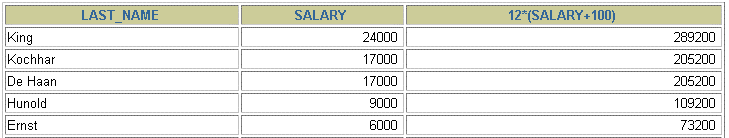 LAST_NAME SALARY 12*(SALARY+100)
King 24000 289200
Kochhar 17000 205200
De Haan 17000 205200
Hunold 9000 109200
Ernst 6000 73200